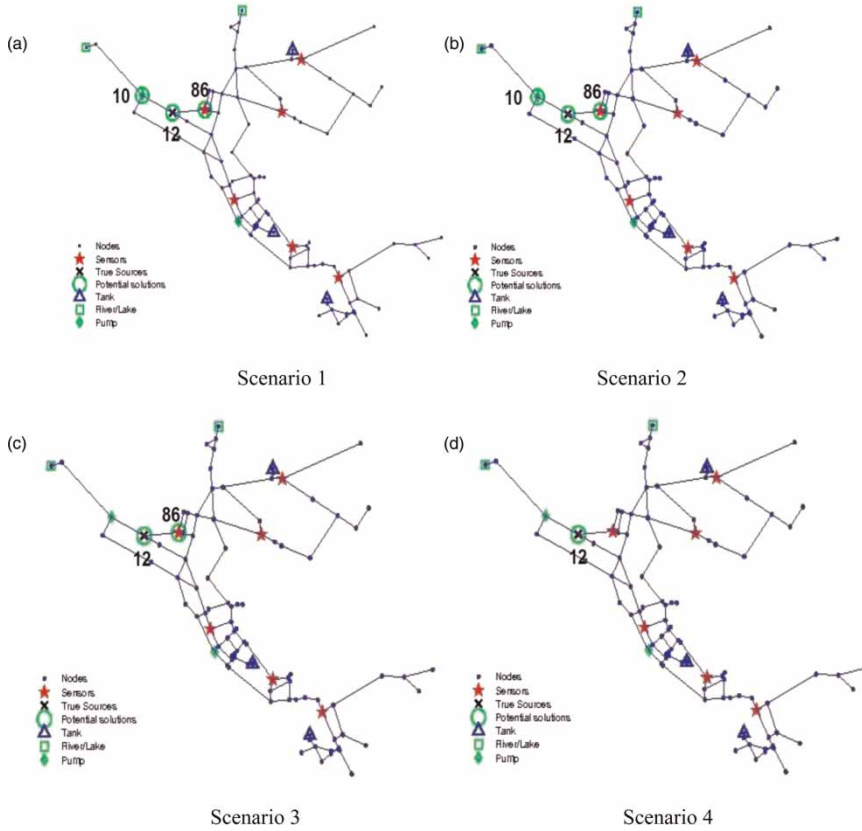 (a)
(b)
86
10
12
86
10
12
Nodes
Sensors
True Sources
Potential solutions
Tank
River/Lake
Pump
Nodes
Sensors
True Sources
Potential solutions
Tank
River/Lake
Pump
Scenario 1
Scenario 2
(c)
(d)
86
12
12
Nodes
Sensors
True Sources
Potential solutions
Tank
River/Lake
Pump
Nodes
Sensors
True Sources
Potential solutions
Tank
River/Lake
Pump
Scenario 3
Scenario 4